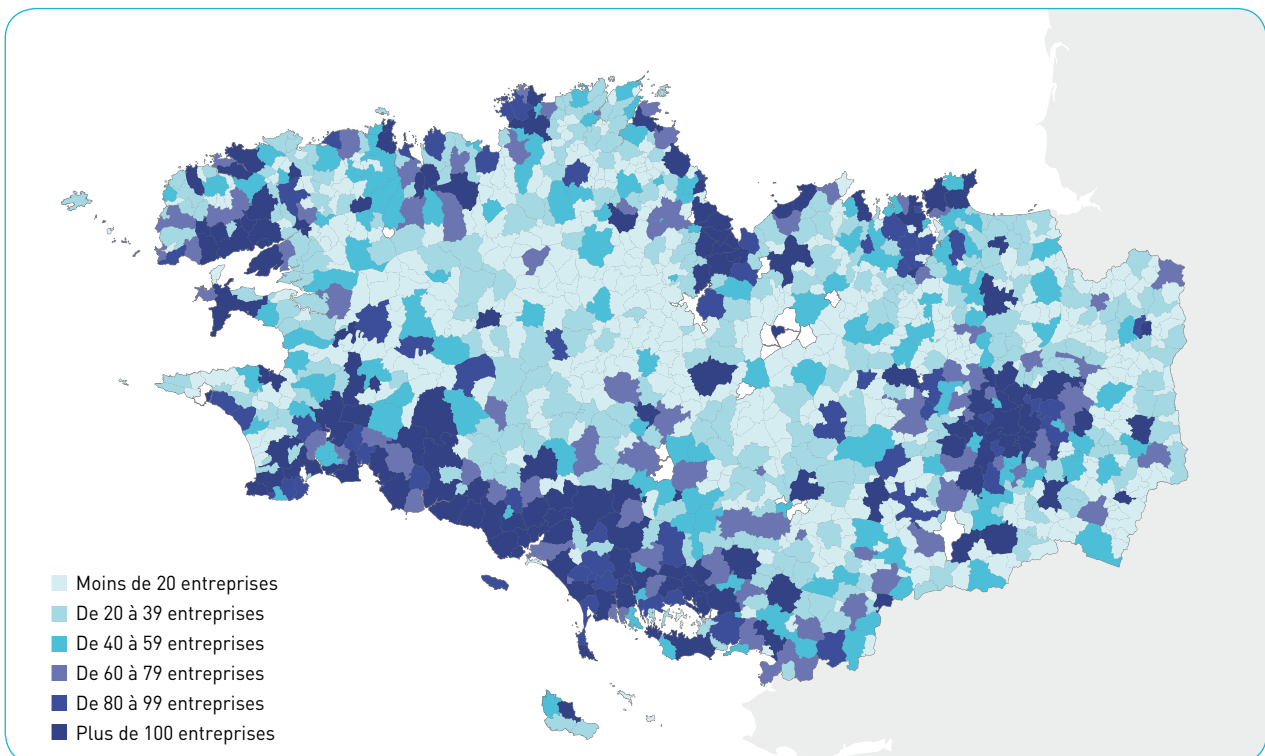 Moins de 20 entreprises
De 20 à 39 entreprises
De 40 à 59 entreprises
De 60 à 79 entreprises
De 80 à 99 entreprises
Plus de 100 entreprises